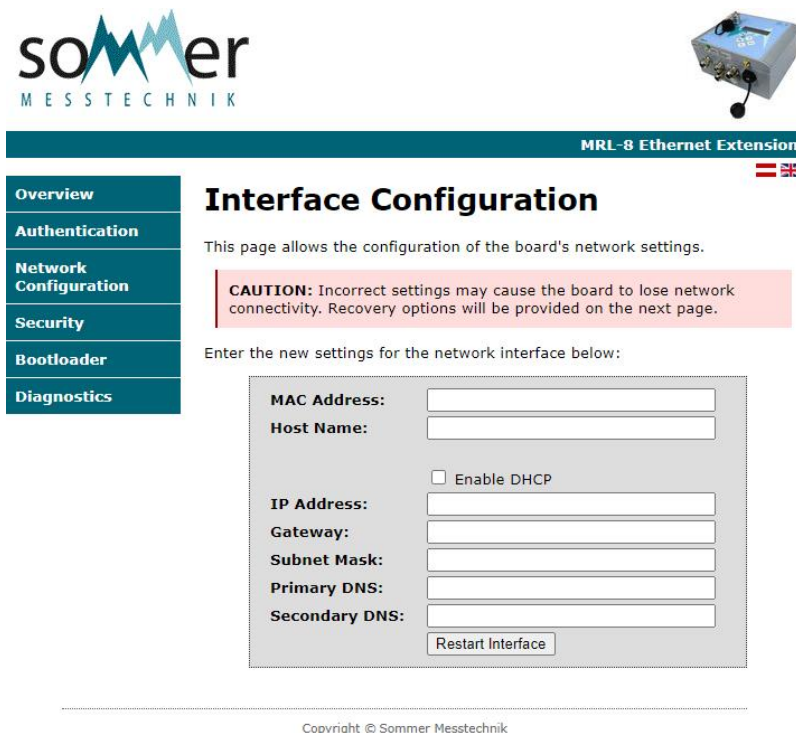 sommer
MESSTECHNIK
MRL-8 Ethernet Extension
Overview
Authentication
Network
Configuration
Security
Bootloader
Diagnostics
Interface Configuration
This page allows the configuration of the board's network settings.
CAUTION: Incorrect settings may cause the board to lose network
connectivity. Recovery options will be provided on the next page.
Enter the new settings for the network interface below:
MAC Address:
Host Name:
Enable DHCP
IP Address:
Gateway:
Subnet Mask:
Primary DNS:
Secondary DNS:
Restart Interface
Copyright © Sommer Messtechnik